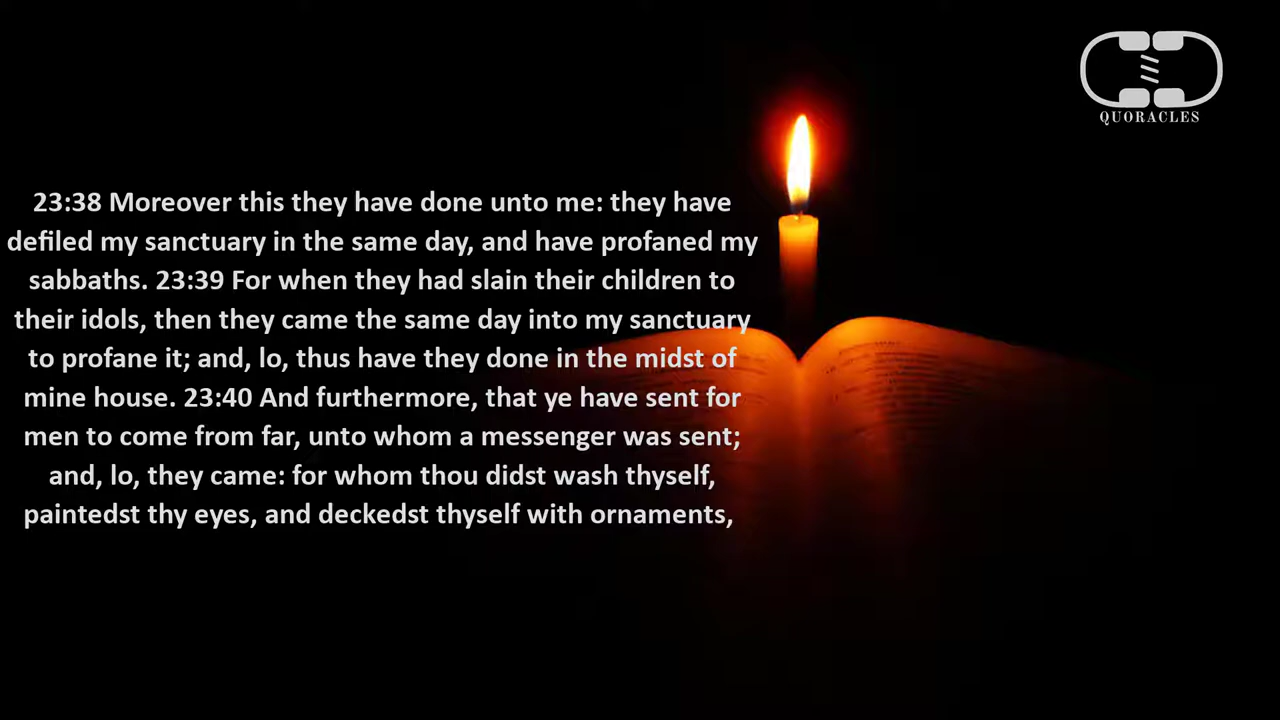 QUORACLES
23:38 Moreover this they have done unto me: they have
defiled my sanctuary in the same day, and have profaned my
sabbaths. 23:39 For when they had slain their children to
their idols, then they came the same day into my sanctuary
to profane it; and, lo, thus have they done in the midst of
mine house. 23:40 And furthermore, that ye have sent for
men to come from far, unto whom a messenger was sent;
and, lo, they came: for whom thou didst wash thyself,
paintedst thy eyes, and deckedst thyself with ornaments,